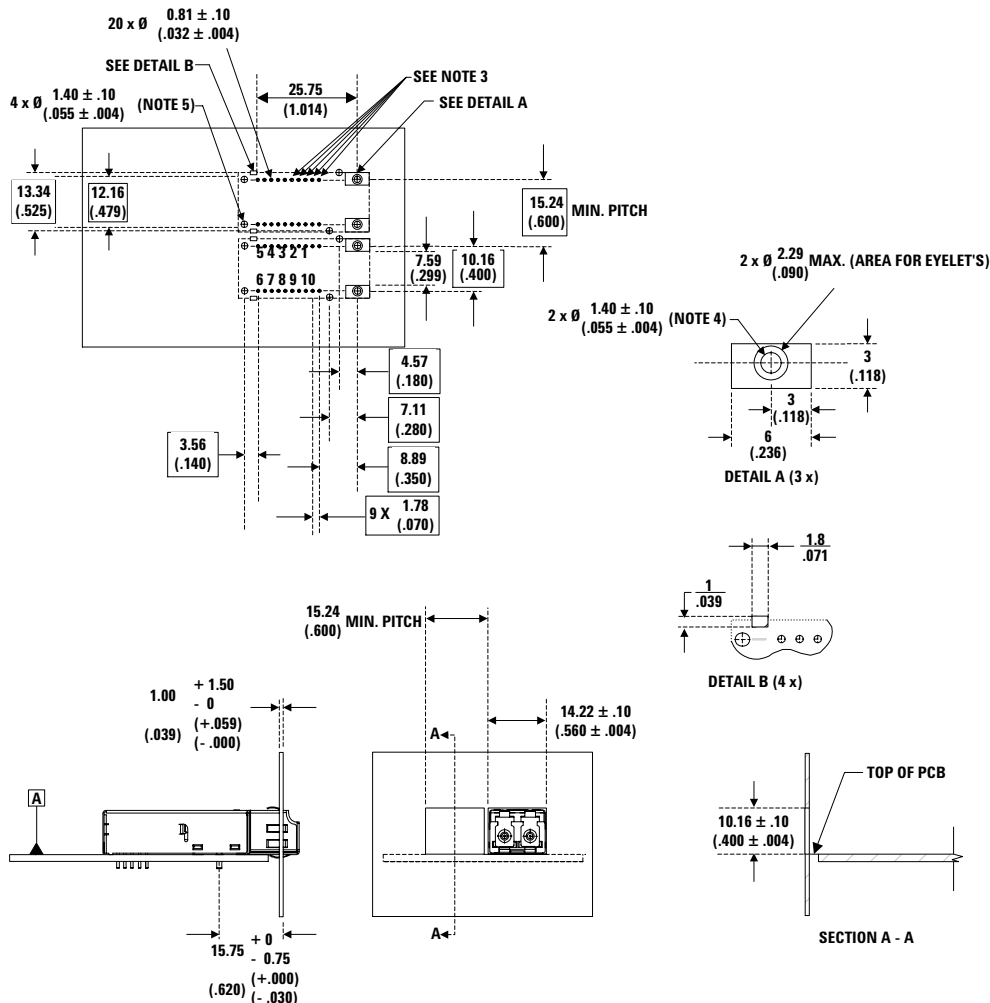 20 x Ø 0.81 ± .10
(.032 ± .004)
SEE DETAIL B
4 x Ø 1.40 ± .10
(.055 ± .004)
(NOTE 5)
25.75
(1.014)
SEE NOTE 3
SEE DETAIL A
13.34
(.525)
12.16
(.479)
15.24
(.600)
MIN. PITCH
5 4 3 2 1
6 7 8 9 10
7.59
(.299)
10.16
(.400)
4.57
(.180)
7.11
(.280)
3.56
(.140)
8.89
(.350)
9 X 1.78
(.070)
2 x Ø 2.29 MAX. (AREA FOR EYELET'S)
(.090)
2 x Ø 1.40 ± .10 (NOTE 4)
(.055 ± .004)
3
(.118)
3
(.118)
6
(.236)
DETAIL A (3 x)
1.8
.071
1
.039
DETAIL B (4 x)
15.24
(.600)
MIN. PITCH
1.00 + 1.50
- 0
(.039) (+.059)
(- .000)
A
14.22 ± .10
(.560 ± .004)
A
A
15.75 + 0
- 0.75
(.620) (+.000)
(- .030)
TOP OF PCB
10.16 ± .10
(.400 ± .004)
SECTION A - A